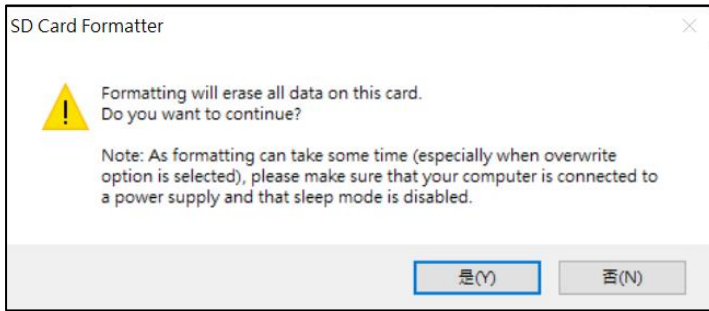 SD Card Formatter
Formatting will erase all data on this card.
Do you want to continue?
Note: As formatting can take some time (especially when overwrite
option is selected), please make sure that your computer is connected to
a power supply and that sleep mode is disabled.
是(Y)
否(N)